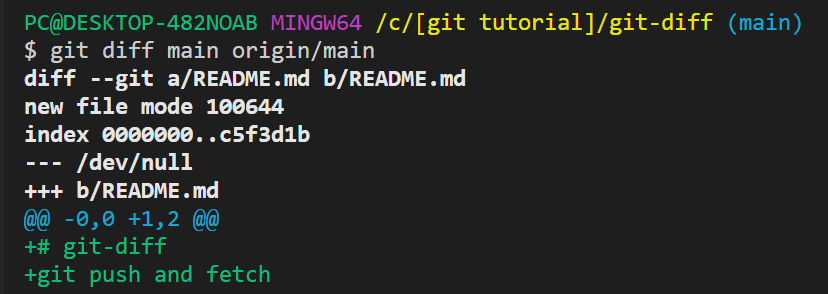 PC@DESKTOP-482NOAB MINGW64 /c/[git tutorial]/git-diff (main)
$ git diff main origin/main
diff --git a/README.md b/README.md
new file mode 100644
index 0000000..c5f3d1b
--- /dev/null
+++ b/README.md
@@ -0,0 +1,2 @@
+# git-diff
+git push and fetch